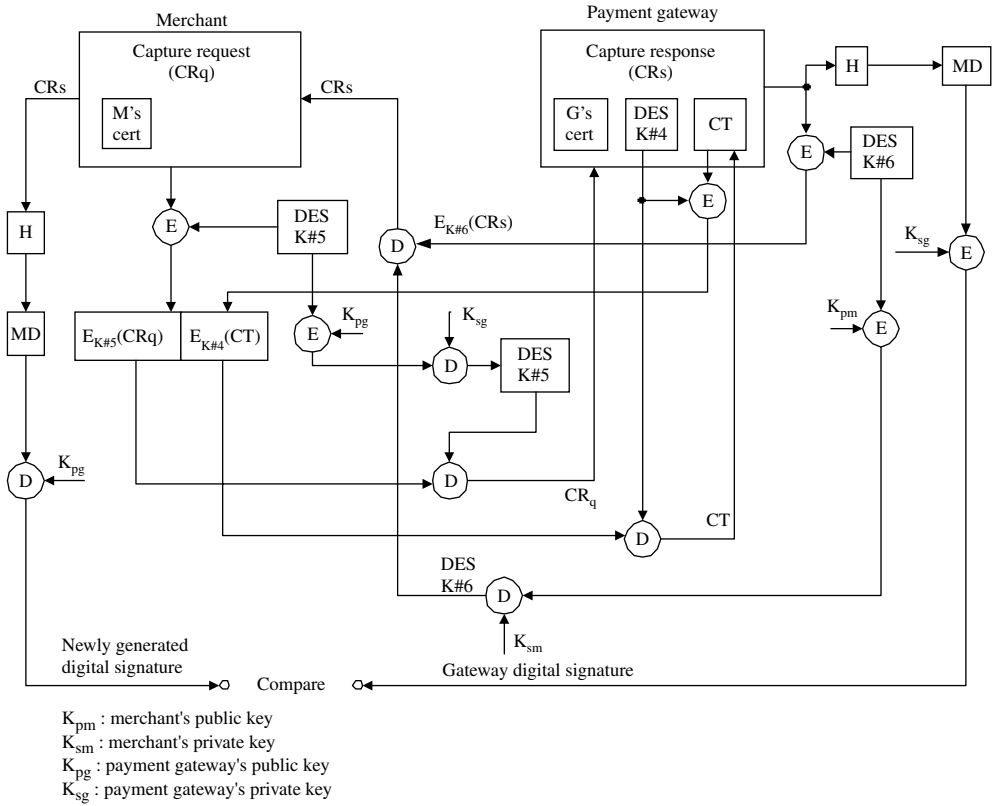 Merchant
Payment gateway
Capture request
(CRq)
M's
cert
Capture response
(CRs)
G's
cert
DES
K#4
CT
H
MD
CRs
CRs
E
DES
K#6
E
DES
K#5
E
H
E_K#6(CRs)
D
E
K_sg
E
MD
E_K#5(CRq)
E_K#4(CT)
E
K_pg
K_sg
D
DES
K#5
K_pm
E
D
K_pg
D
CR_q
D
CT
DES
K#6
D
K_sm
Newly generated
digital signature
Compare
Gateway digital signature
K_pm : merchant's public key
K_sm : merchant's private key
K_pg : payment gateway's public key
K_sg : payment gateway's private key